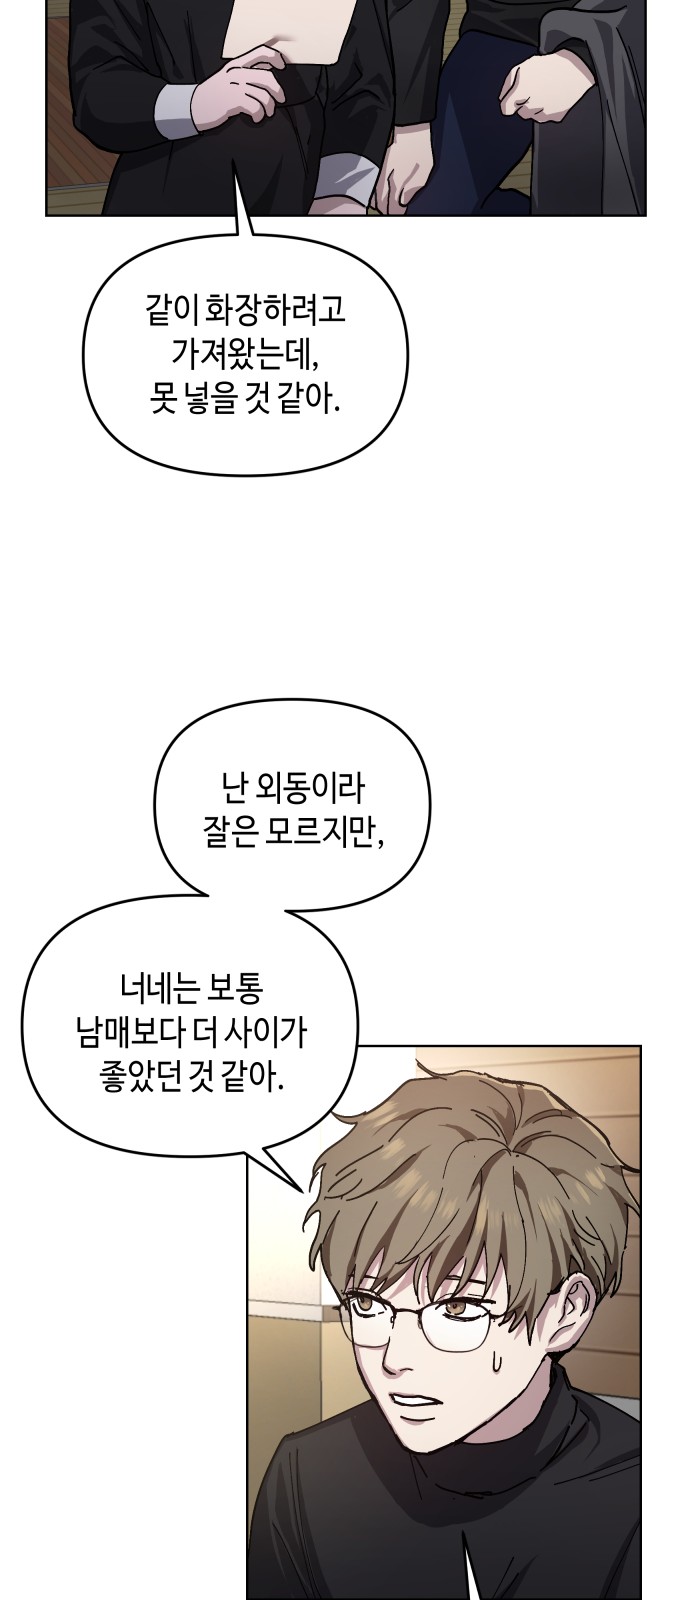 같이 화장하려고
가져왔는데,
못 넣을 것 같아.
난 외동이라
잘은 모르지만,
너네는 보통
남매보다 더 사이가
좋았던 것 같아.